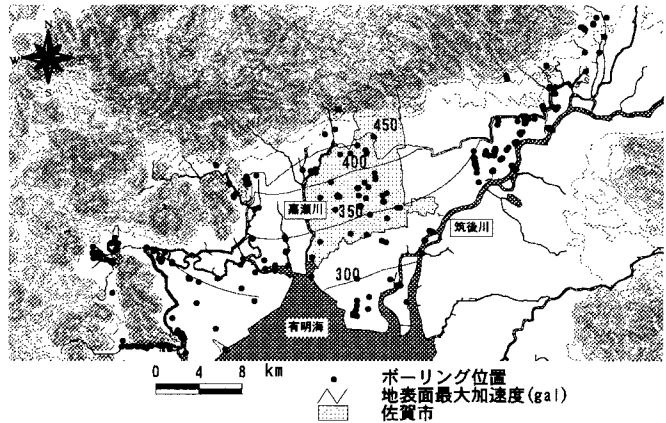 N
W
E
S
450
400
嘉瀬川
350
筑後川
300
有明海
0 4 8 km
ボーリング位置
地表面最大加速度(gal)
佐賀市